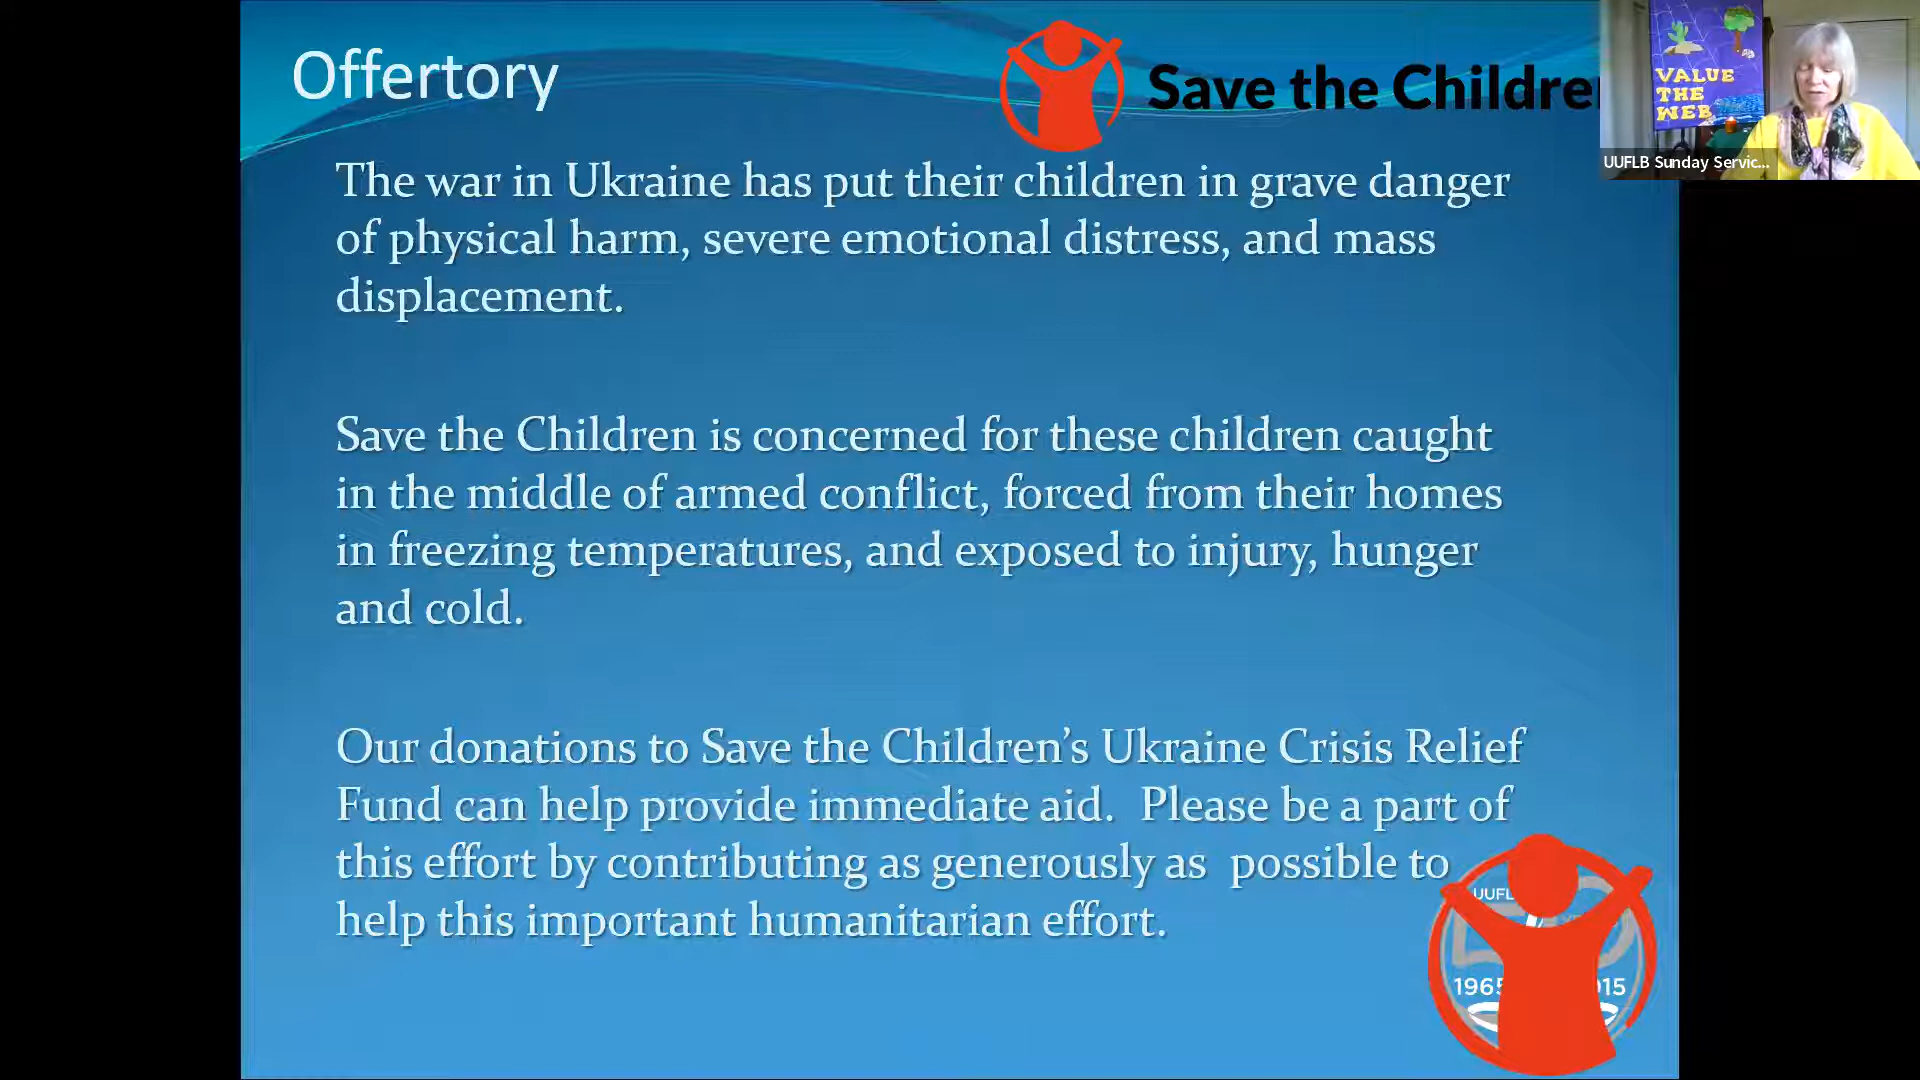 Offertory
Save the Childre
VALUE
THE
WEB
UUFLB Sunday Servic...
The war in Ukraine has put their children in grave danger
of physical harm, severe emotional distress, and mass
displacement.
Save the Children is concerned for these children caught
in the middle of armed conflict, forced from their homes
in freezing temperatures, and exposed to injury, hunger
and cold.
Our donations to Save the Children’s Ukraine Crisis Relief
Fund can help provide immediate aid.  Please be a part of
this effort by contributing as generously as  possible to
help this important humanitarian effort.
UUFL
1965 015